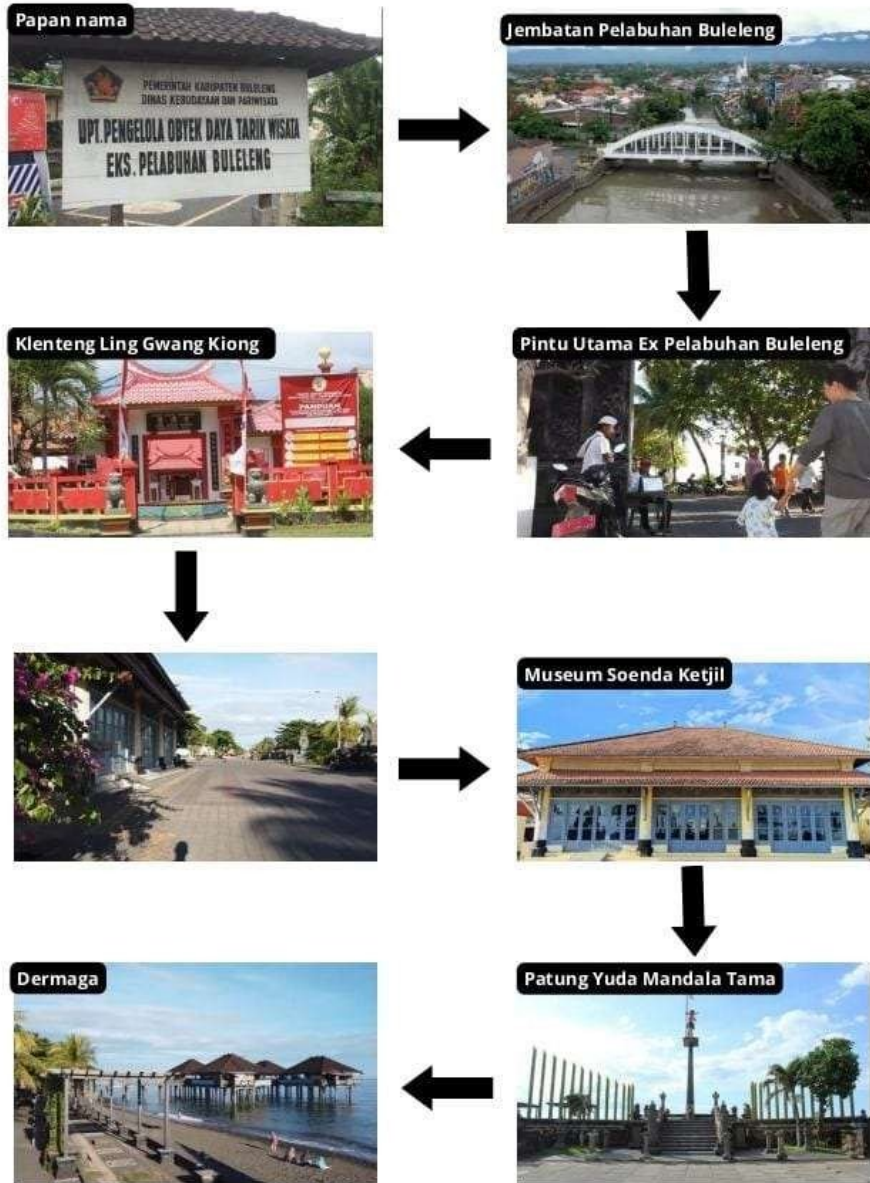 Papan nama
PEMERINTAH KABUPATEN BULULENG
DINAS KEBUDAYAAN DAN PARIWISATA
UPT. PENGELOLA OBYEK DAYA TARIK WISATA
EKS. PELABUHAN BULELENG
Jembatan Pelabuhan Buleleng
Pintu Utama Ex Pelabuhan Buleleng
Klenteng Ling Gwang Kiong
PANDUAN
Museum Soenda Ketjil
Patung Yuda Mandala Tama
Dermaga